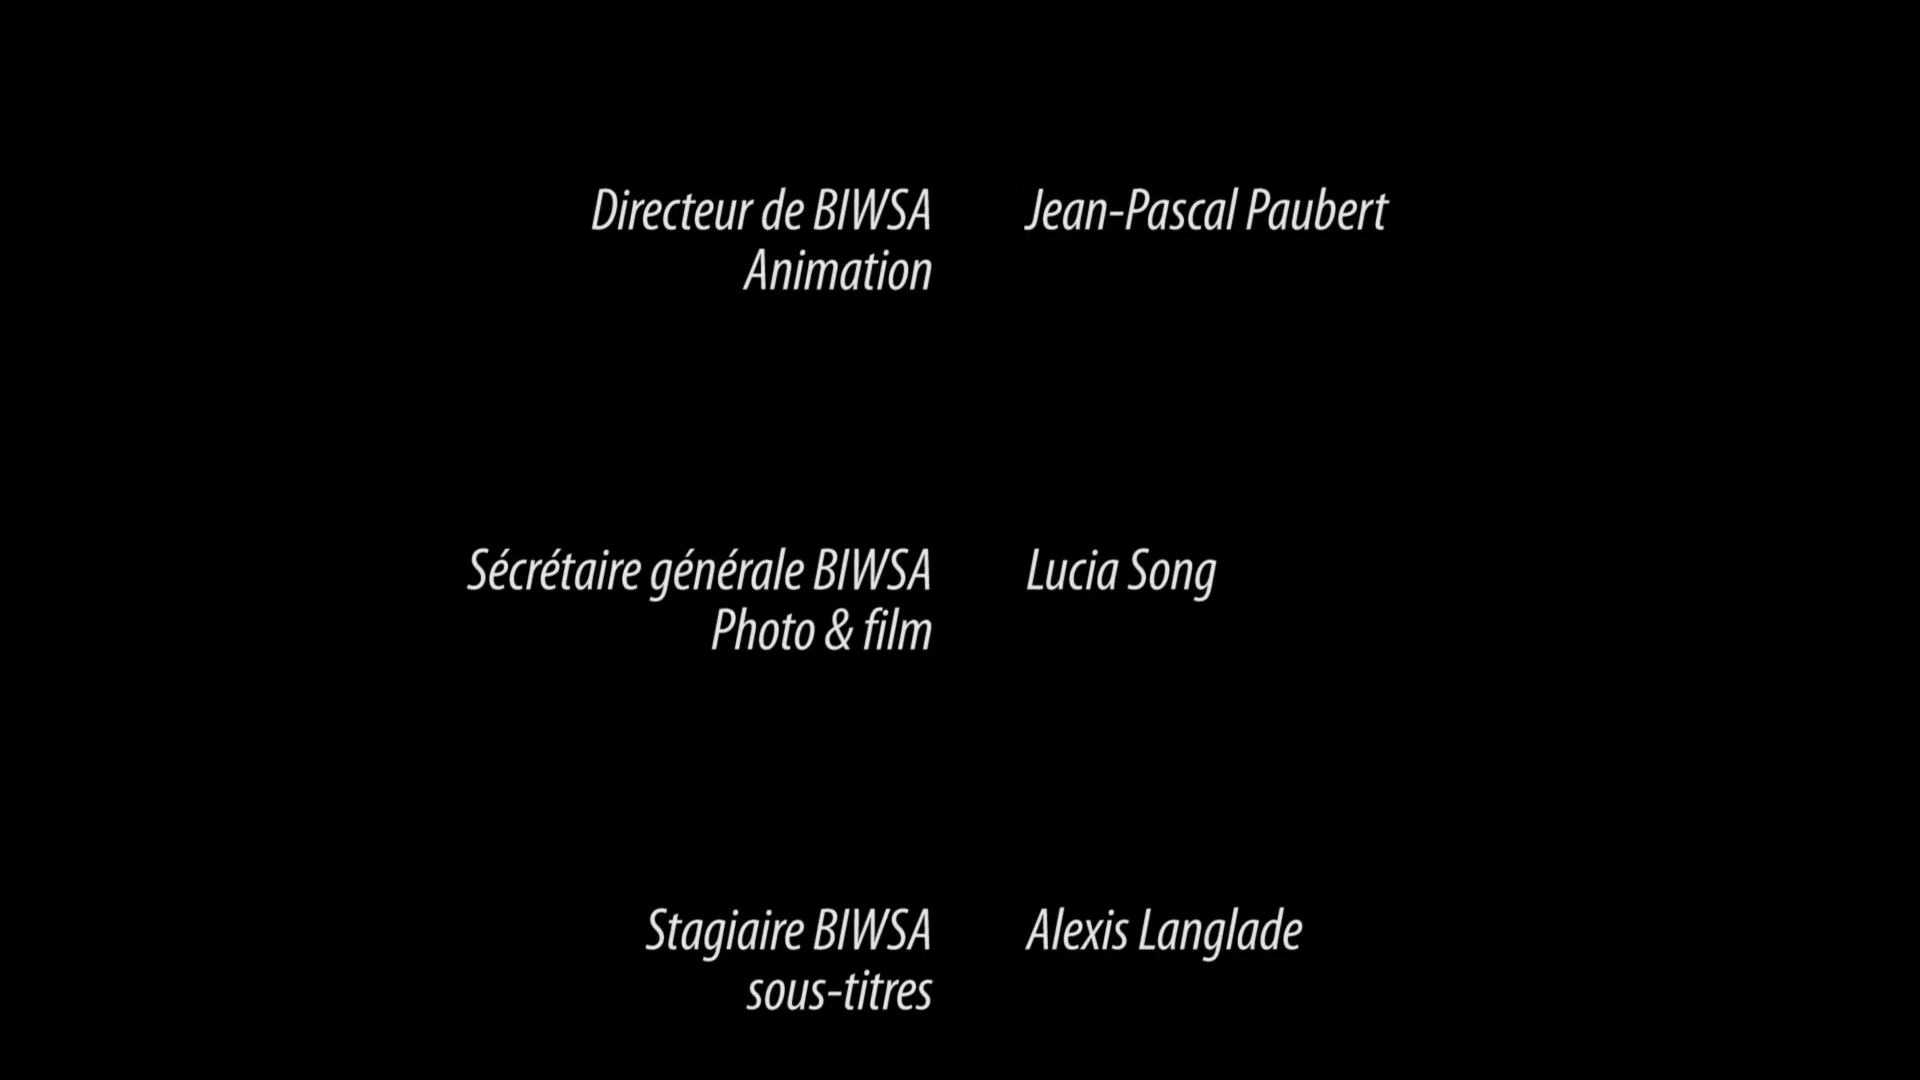 Directeur de BIWSA Jean-Pascal Paubert
Animation
Sécrétaire générale BIWSA Lucia Song
Photo & film
Stagiaire BIWSA Alexis Langlade
sous-titres